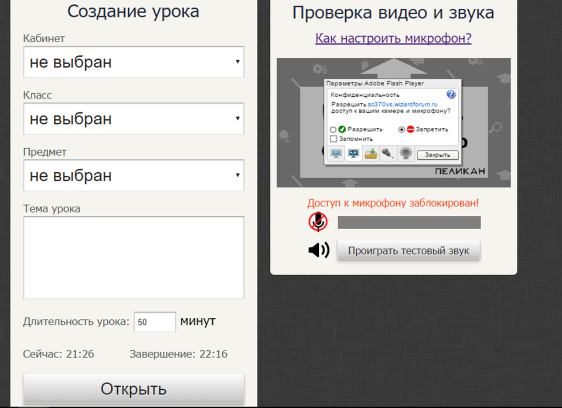 Создание урока
Кабинет
не выбран
Класс
не выбран
Предмет
не выбран
Тема урока
Длительность урока: 50 минут
Сейчас: 21:26 Завершение: 22:16
Открыть
Проверка видео и звука
Как настроить микрофон?
Параметры Adobe Flash Player
Конфиденциальность
Разрешить sc370vs.wizardforum.ru
доступ к вашим камере и микрофону?
Разрешить Запретить
Запомнить
Закрыть
ПЕЛИКАН
Доступ к микрофону заблокирован!
Проиграть тестовый звук